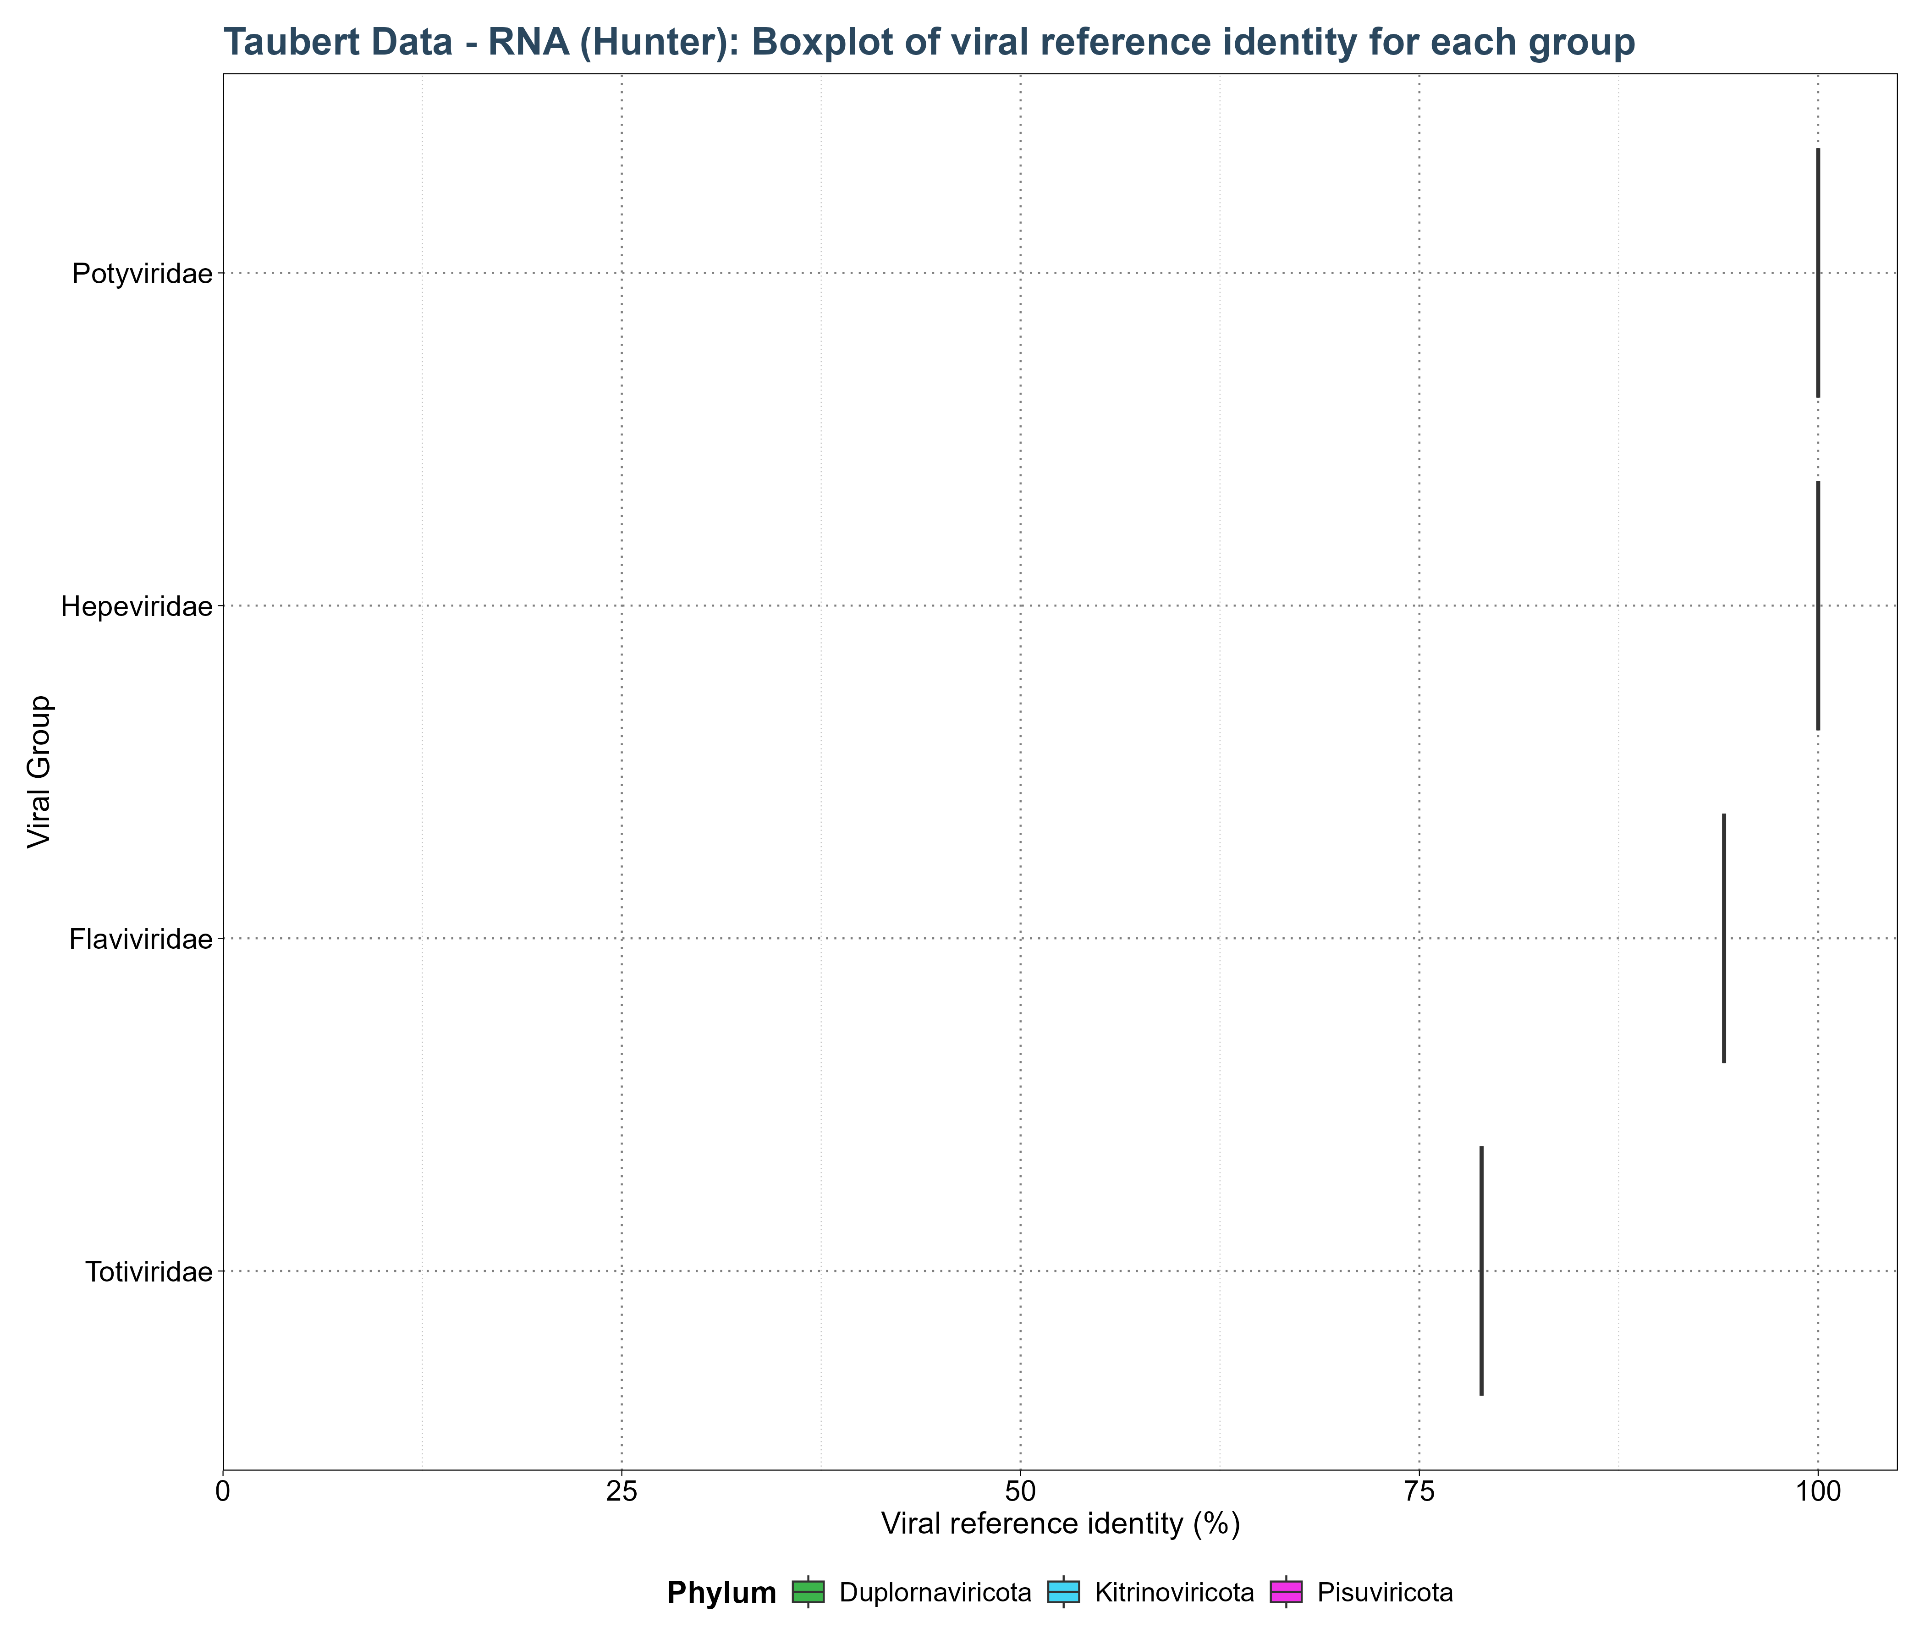 Taubert Data - RNA (Hunter): Boxplot of viral reference identity for each group
Viral Group
Potyviridae
Hepeviridae
Flaviviridae
Totiviridae
0 25 50 75 100
Viral reference identity (%)
Phylum Duplornaviricota Kitrinoviricota Pisuviricota